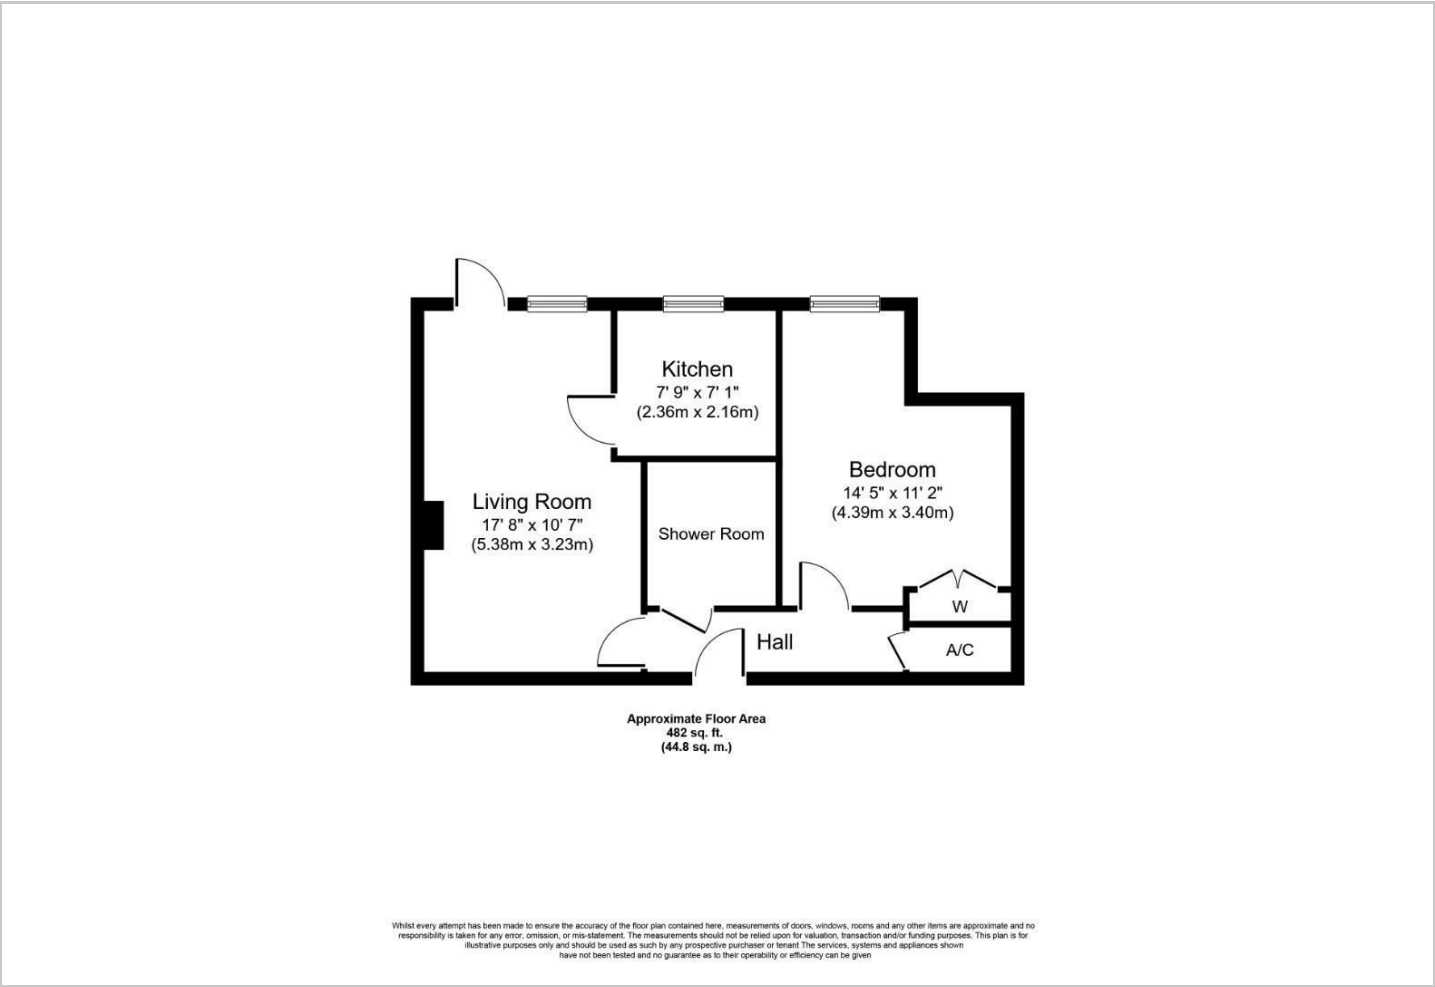 Kitchen
7' 9" x 7' 1"
(2.36m x 2.16m)
Bedroom
14' 5" x 11' 2"
(4.39m x 3.40m)
Living Room
17' 8" x 10' 7"
(5.38m x 3.23m)
Shower Room
W
Hall
A/C
Approximate Floor Area
482 sq. ft.
(44.8 sq. m.)
Whilst every attempt has been made to ensure the accuracy of the floor plan contained here, measurements of doors, windows, rooms and any other items are approximate and no
responsibility is taken for any error, omission, or mis-statement. The measurements should not be relied upon for valuation, transaction and/or funding purposes. This plan is for
illustrative purposes only and should be used as such by any prospective purchaser or tenant The services, systems and appliances shown
have not been tested and no guarantee as to their operability or efficiency can be given